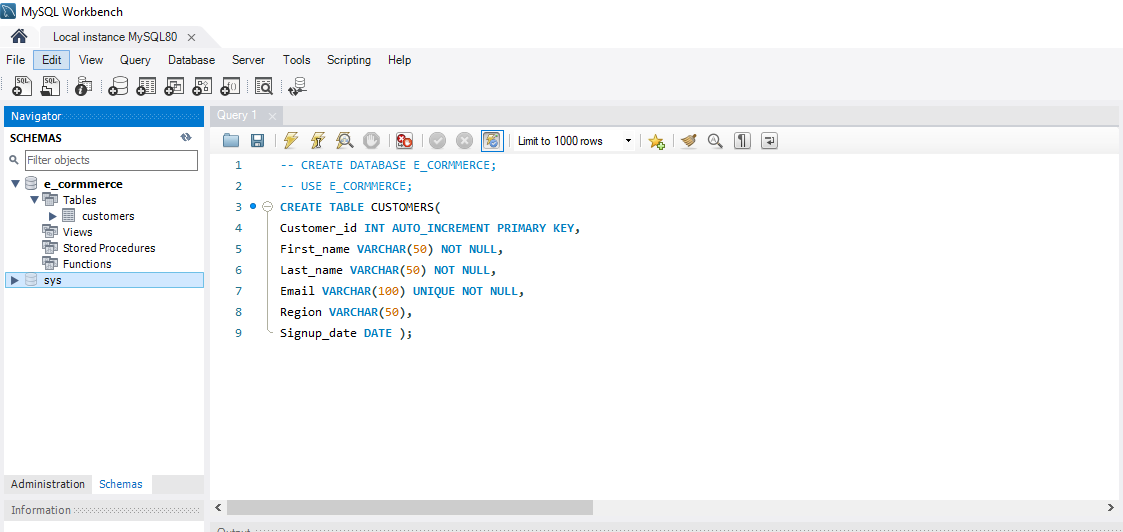 MySQL Workbench
Local instance MySQL80
File Edit View Query Database Server Tools Scripting Help
SQL SQL
Navigator
SCHEMAS
Filter objects
e_cormmerce
Tables
customers
Views
Stored Procedures
Functions
sys
Administration Schemas
Information
Query 1
Limit to 1000 rows
1 -- CREATE DATABASE E_CORMMERCE;
2 -- USE E_CORMMERCE;
3 CREATE TABLE CUSTOMERS(
4 Customer_id INT AUTO_INCREMENT PRIMARY KEY,
5 First_name VARCHAR(50) NOT NULL,
6 Last_name VARCHAR(50) NOT NULL,
7 Email VARCHAR(100) UNIQUE NOT NULL,
8 Region VARCHAR(50),
9 Signup_date DATE );
Output